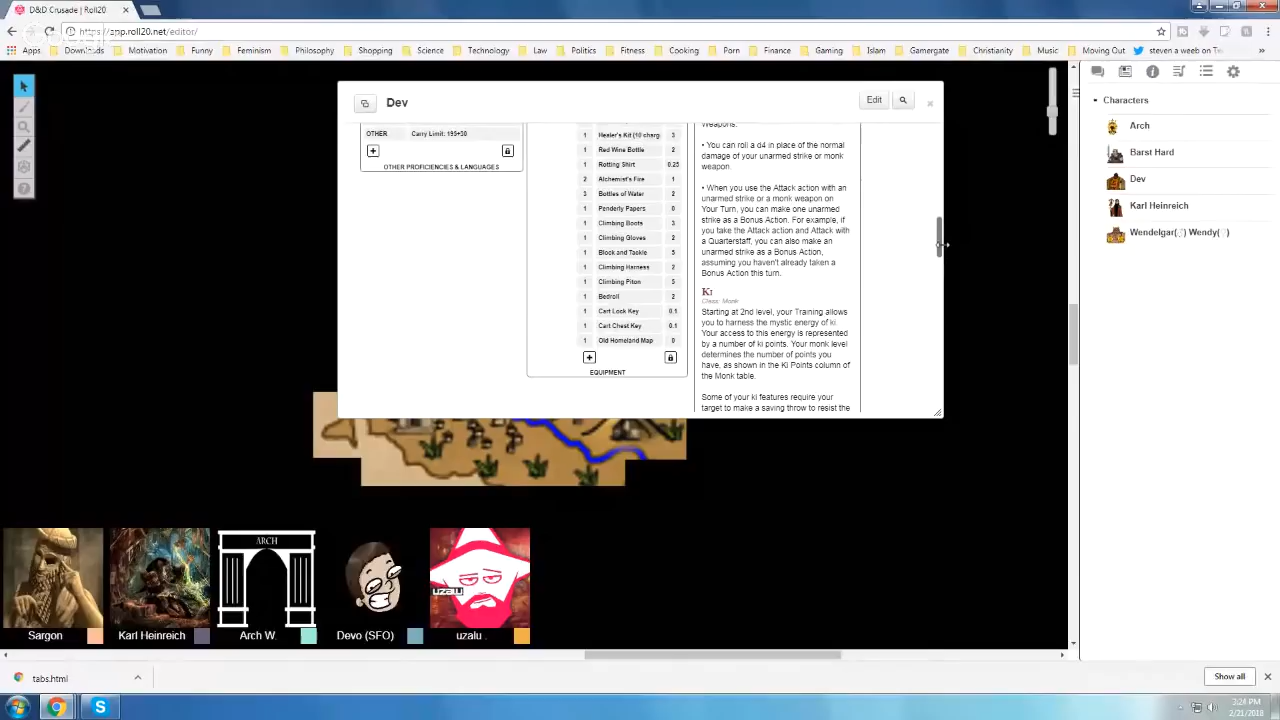 D&D Crusade | Roll20
https://app.roll20.net/editor/
Apps Downloads Motivation Funny Feminism Philosophy Shopping Science Technology Law Politics Fitness Cooking Porn Finance Gaming Islam Gamergate Christianity Music Moving Out steven a weeb on Tw
Dev
Edit
OTHER Carry Limit: 195+30
OTHER PROFICIENCIES & LANGUAGES
1 Healer's Kit (10 charg 3
1 Red Wine Bottle 2
1 Rotting Shirt 0.25
2 Alchemist's Fire 1
3 Bottles of Water 2
1 Penderly Papers 0
1 Climbing Boots 3
1 Climbing Gloves 2
1 Block and Tackle 5
1 Climbing Harness 2
1 Climbing Piton 5
1 Bedroll 2
1 Cart Lock Key 0.1
1 Cart Chest Key 0.1
1 Old Homeland Map 0
EQUIPMENT
Weapons.
• You can roll a d4 in place of the normal
damage of your unarmed strike or monk
weapon.
• When you use the Attack action with an
unarmed strike or a monk weapon on
Your Turn, you can make one unarmed
strike as a Bonus Action. For example, if
you take the Attack action and Attack with
a Quarterstaff, you can also make an
unarmed strike as a Bonus Action,
assuming you haven't already taken a
Bonus Action this turn.
Ki
Class: Monk
Starting at 2nd level, your Training allows
you to harness the mystic energy of ki
Your access to this energy is represented
by a number of ki points. Your monk level
determines the number of points you
have, as shown in the Ki Points column of
the Monk table.
Some of your ki features require your
target to make a saving throw to resist the
Characters
Arch
Barst Hard
Dev
Karl Heinreich
Wendelgar(♂) Wendy(♀)
ARCH
uzalu
Sargon
Karl Heinreich
Arch W.
Devo (SFO)
uzalu
tabs.html
Show all
3:24 PM
2/21/2018